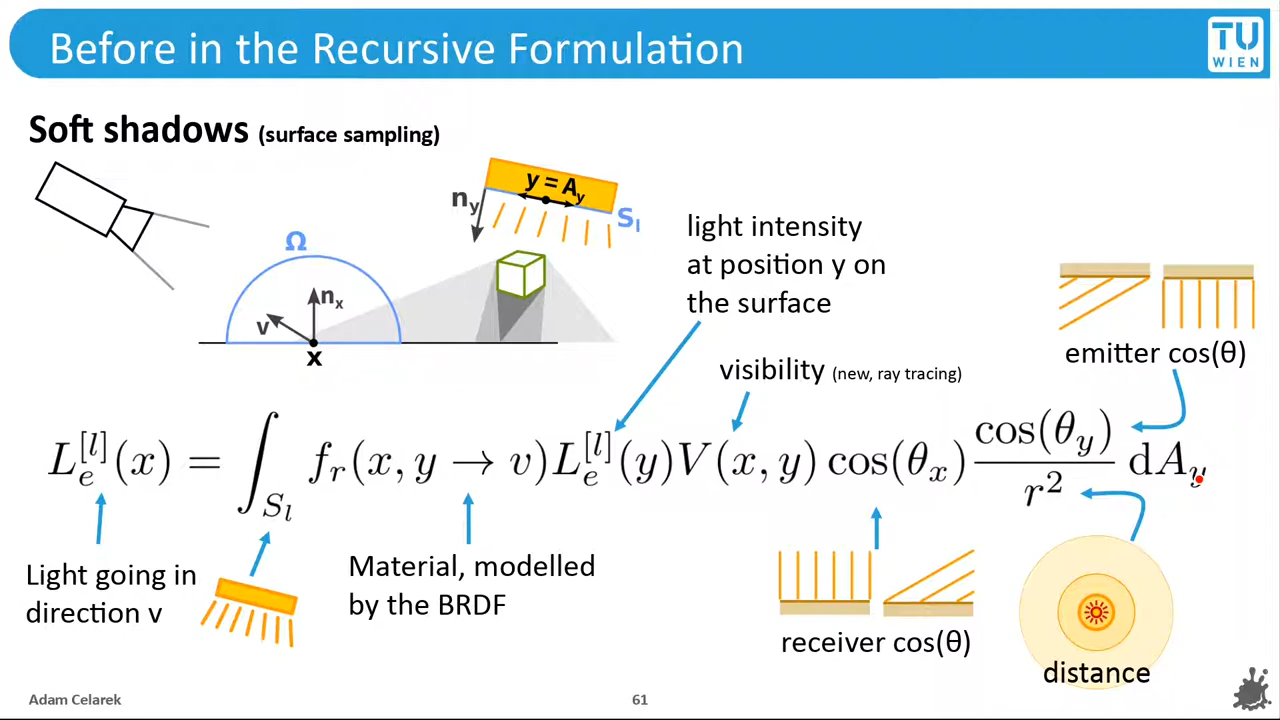 Before in the Recursive Formulation
TU
WIEN
Soft shadows (surface sampling)
y = A_y
n_y
S_l
Ω
n_x
v
x
light intensity
at position y on
the surface
visibility (new, ray tracing)
emitter cos(θ)
L_e^{[l]}(x) = ∫_{S_l} f_r(x, y → v) L_e^{[l]}(y) V(x, y) cos(θ_x) \frac{cos(θ_y)}{r^2} dA_y
Light going in
direction v
Material, modelled
by the BRDF
receiver cos(θ)
distance
Adam Celarek
61